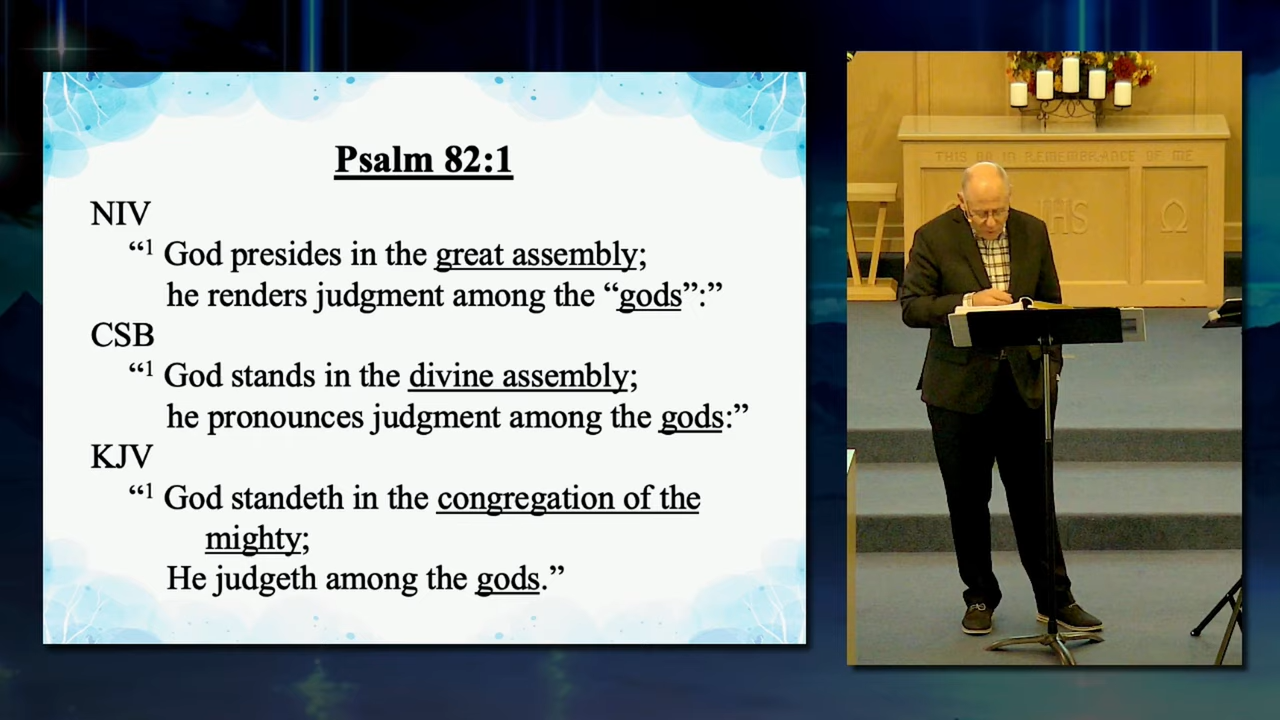 Psalm 82:1
NIV
“¹ God presides in the great assembly;
he renders judgment among the “gods”:”
CSB
“¹ God stands in the divine assembly;
he pronounces judgment among the gods:”
KJV
“¹ God standeth in the congregation of the
mighty;
He judgeth among the gods.”
THIS DO IN REMEMBRANCE OF ME
IHS
Ω